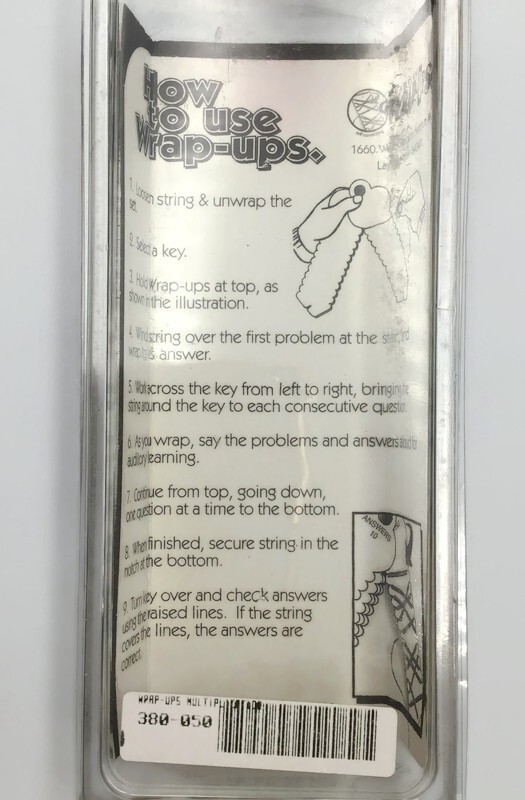 How
to use
Wrap-ups.
1660
1. Loosen string & unwrap the
set.
2. Select a key.
3. Hold Wrap-ups at top, as
shown in the illustration.
4. Wind string over the first problem at the
wrap to its answer.
5. Work across the key from left to right, bringing the
string around the key to each consecutive question.
6. As you wrap, say the problems and answers aloud for
auditory learning.
7. Continue from top, going down,
one question at a time to the bottom.
8. When finished, secure string in the
notch at the bottom.
9. Turn key over and check answers
using the raised lines. If the string
covers the lines, the answers are
correct.
ANSWERS
10
WRAP-UPS
380-050